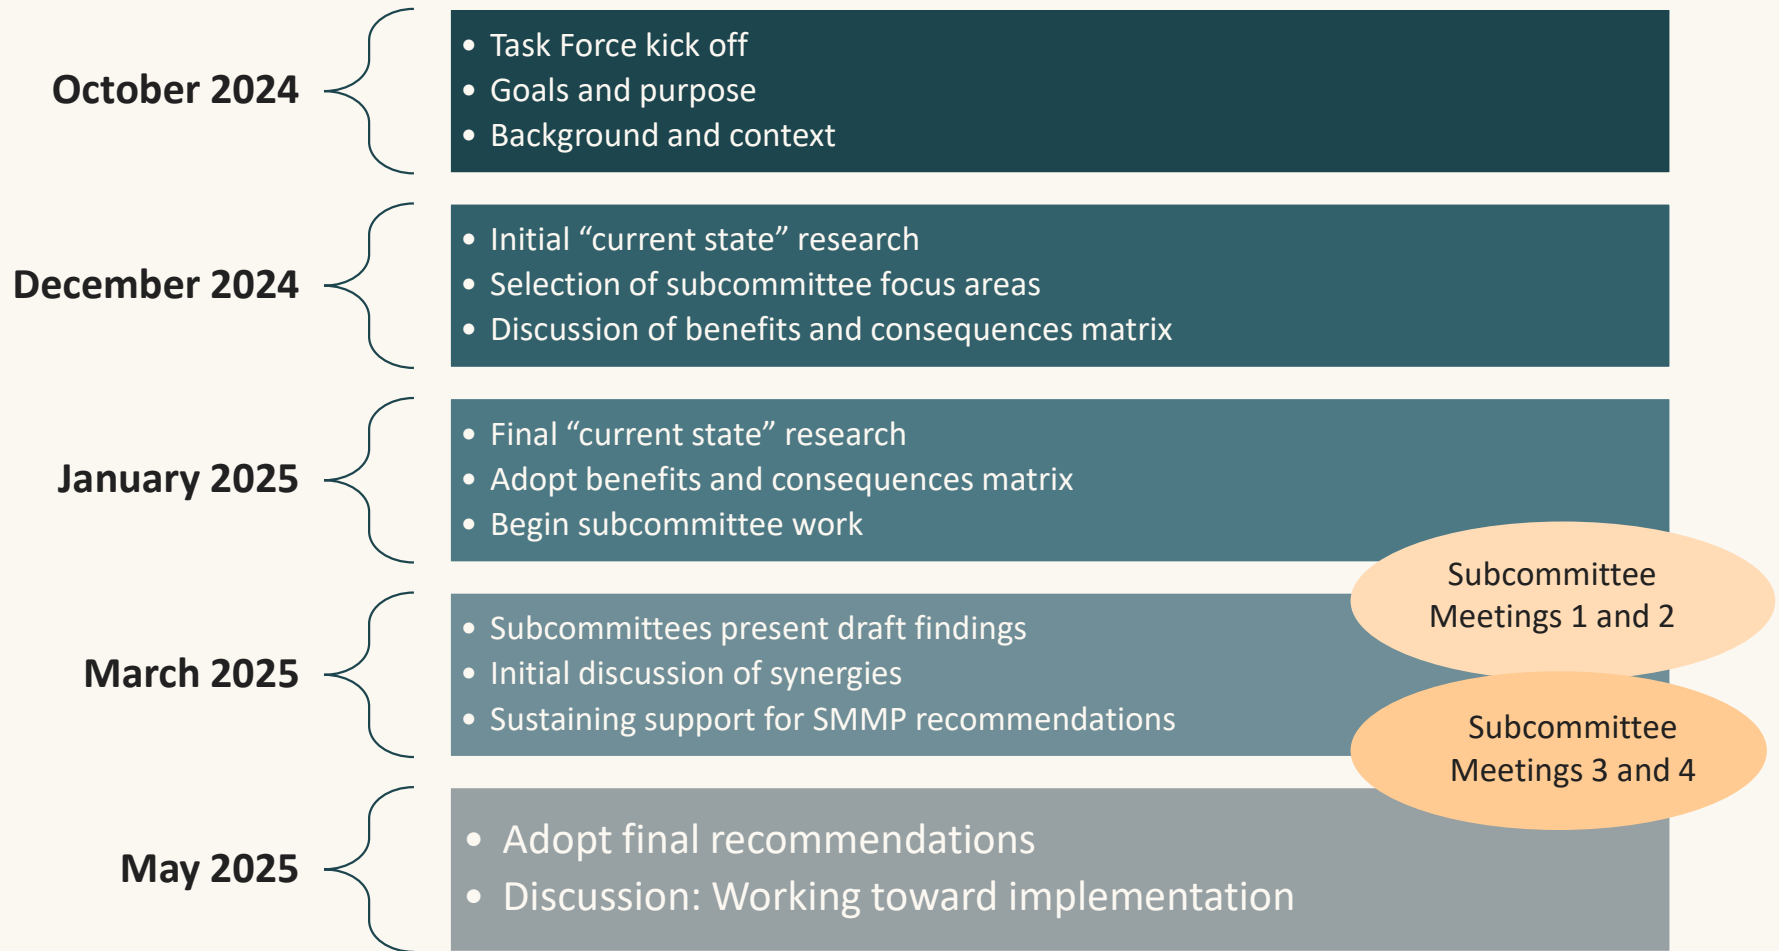 October 2024
• Task Force kick off
• Goals and purpose
• Background and context
December 2024
• Initial “current state” research
• Selection of subcommittee focus areas
• Discussion of benefits and consequences matrix
January 2025
• Final “current state” research
• Adopt benefits and consequences matrix
• Begin subcommittee work
Subcommittee
Meetings 1 and 2
March 2025
• Subcommittees present draft findings
• Initial discussion of synergies
• Sustaining support for SMMP recommendations
Subcommittee
Meetings 3 and 4
May 2025
• Adopt final recommendations
• Discussion: Working toward implementation